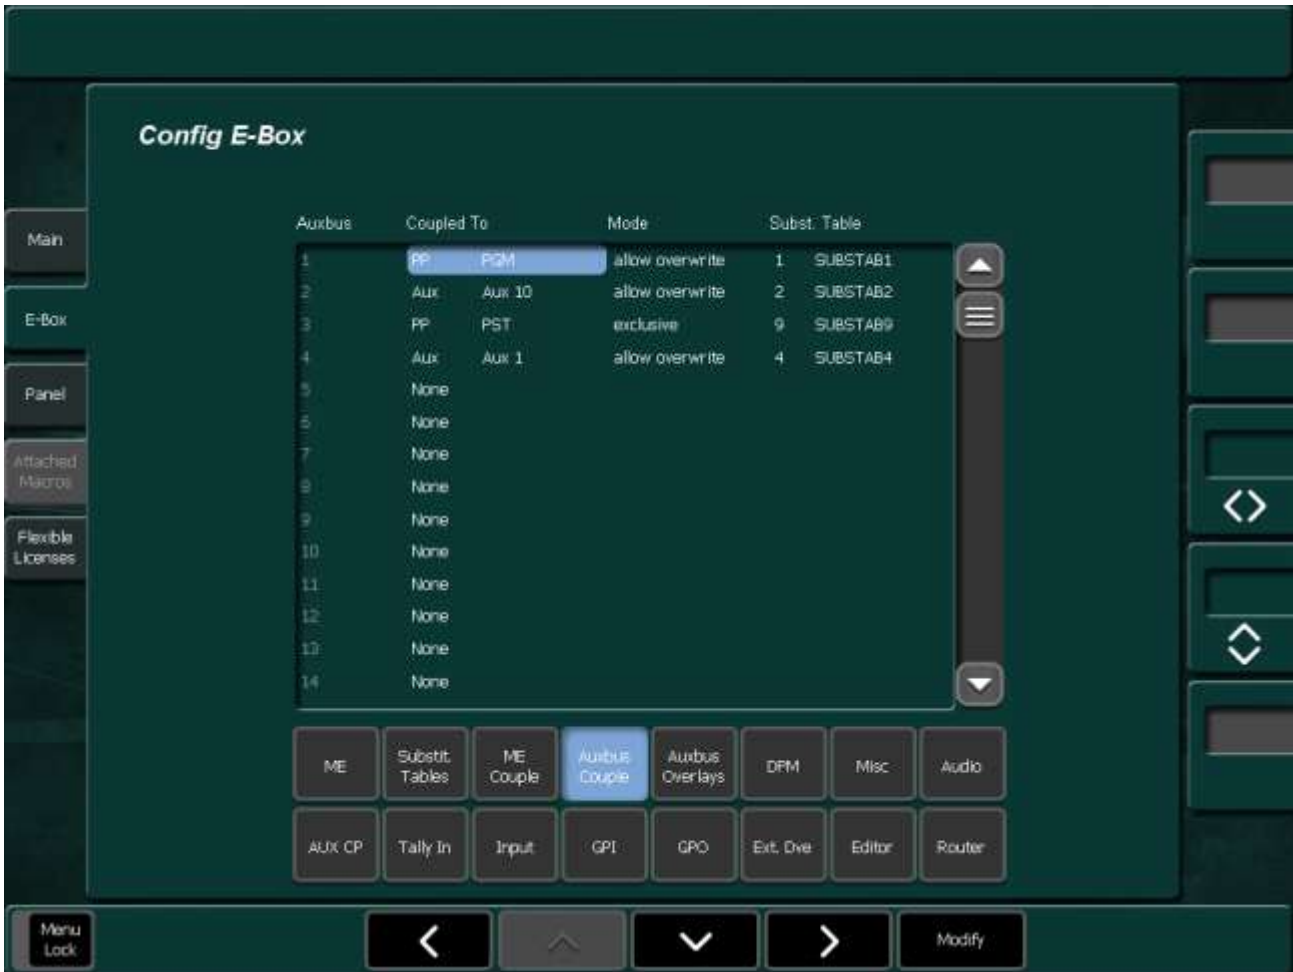 Config E-Box
Auxbus Coupled To Mode Subst. Table
1 PP PGM allow overwrite 1 SUBSTAB1
2 Aux Aux 10 allow overwrite 2 SUBSTAB2
3 PP PST exclusive 9 SUBSTAB9
4 Aux Aux 1 allow overwrite 4 SUBSTAB4
5 None
6 None
7 None
8 None
9 None
10 None
11 None
12 None
13 None
14 None
Main
E-Box
Panel
Attached
Macros
Flexible
Licenses
ME Substit. ME Auxbus Auxbus DPM Misc Audio
Tables Couple Couple Overlays
AUX CP Tally In Input GPI GPO Ext. Dve Editor Router
Menu
Lock
Modify